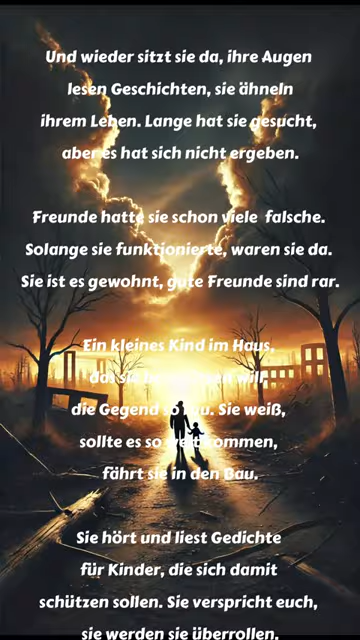 Und wieder sitzt sie da, ihre Augen
lesen Geschichten, sie ähneln
ihrem Leben. Lange hat sie gesucht,
aber es hat sich nicht ergeben.
Freunde hatte sie schon viele falsche.
Solange sie funktionierte, waren sie da.
Sie ist es gewohnt, gute Freunde sind rar.
Ein kleines Kind im Haus,
das sie will,
die Gegend so rau. Sie weiß,
sollte es so weit kommen,
fährt sie in den Bau.
Sie hört und liest Gedichte
für Kinder, die sich damit
schützen sollen. Sie verspricht euch,
sie werden sie überrollen.